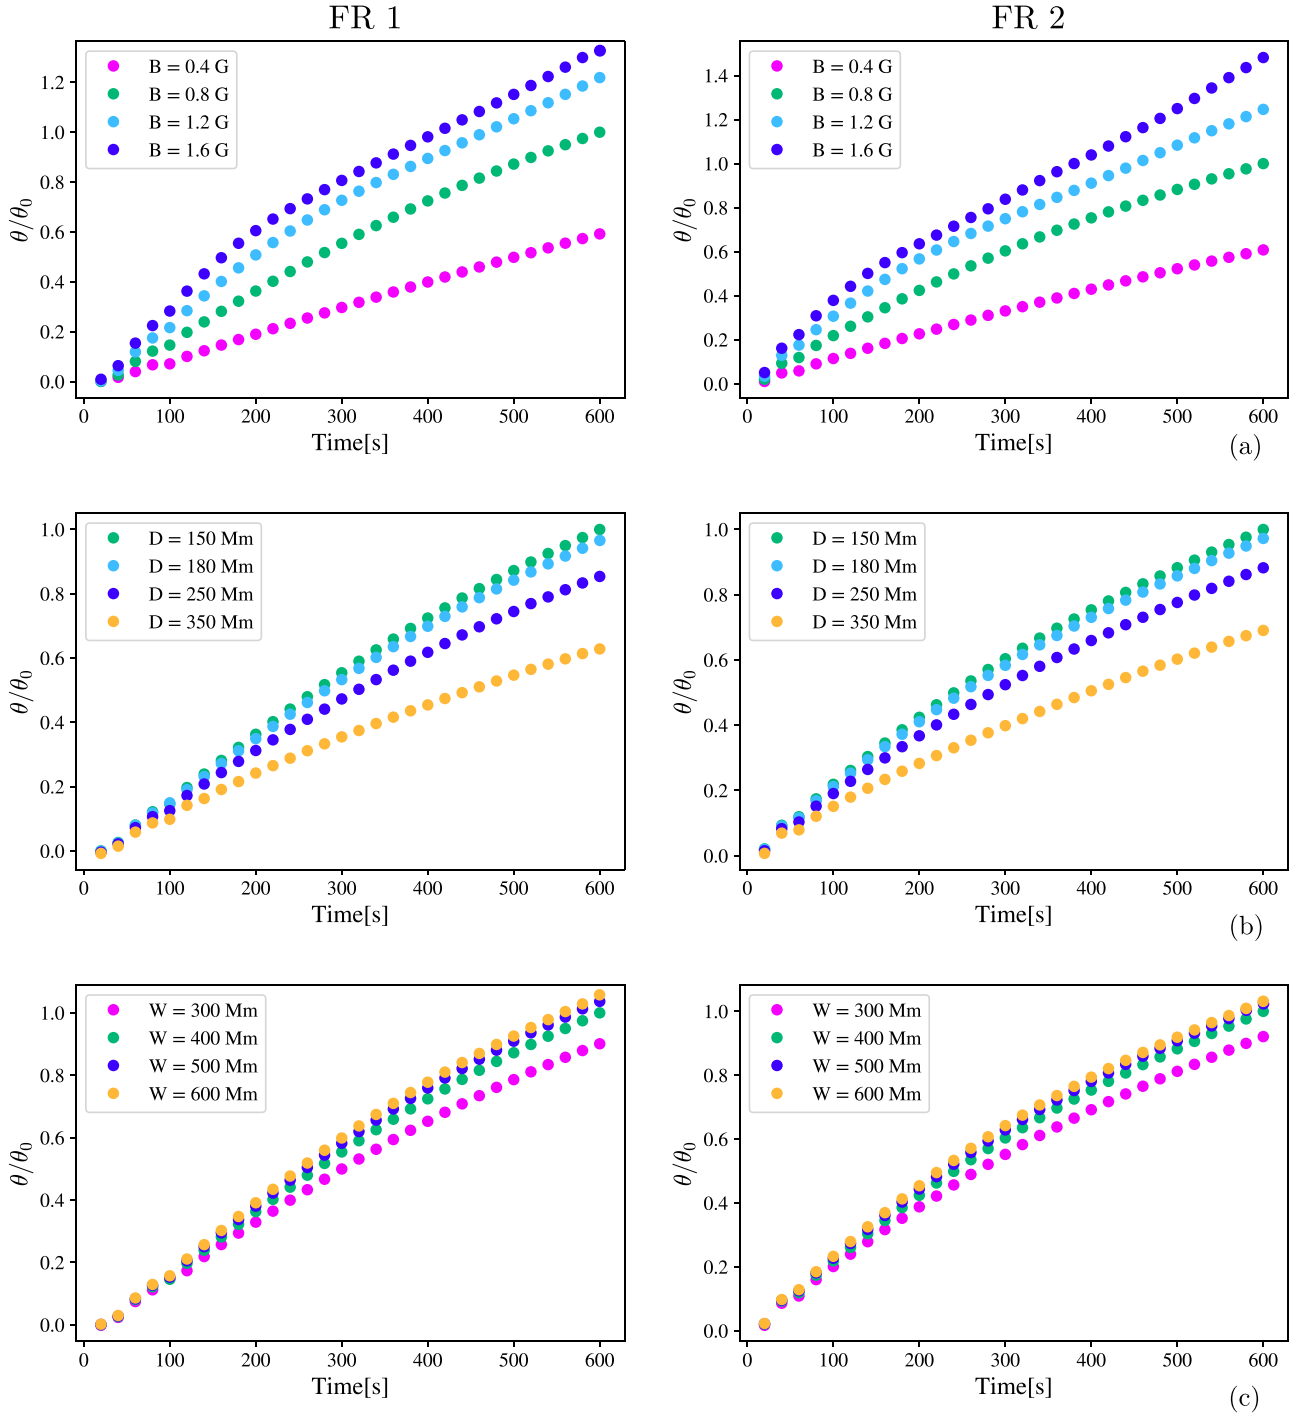 FR 1
FR 2
B = 0.4 G
B = 0.8 G
B = 1.2 G
B = 1.6 G
θ/θ0
0.0
0.2
0.4
0.6
0.8
1.0
1.2
0
100
200
300
400
500
600
Time[s]
B = 0.4 G
B = 0.8 G
B = 1.2 G
B = 1.6 G
θ/θ0
0.0
0.2
0.4
0.6
0.8
1.0
1.2
1.4
0
100
200
300
400
500
600
Time[s]
(a)
D = 150 Mm
D = 180 Mm
D = 250 Mm
D = 350 Mm
θ/θ0
0.0
0.2
0.4
0.6
0.8
1.0
0
100
200
300
400
500
600
Time[s]
D = 150 Mm
D = 180 Mm
D = 250 Mm
D = 350 Mm
θ/θ0
0.0
0.2
0.4
0.6
0.8
1.0
0
100
200
300
400
500
600
Time[s]
(b)
W = 300 Mm
W = 400 Mm
W = 500 Mm
W = 600 Mm
θ/θ0
0.0
0.2
0.4
0.6
0.8
1.0
0
100
200
300
400
500
600
Time[s]
W = 300 Mm
W = 400 Mm
W = 500 Mm
W = 600 Mm
θ/θ0
0.0
0.2
0.4
0.6
0.8
1.0
0
100
200
300
400
500
600
Time[s]
(c)